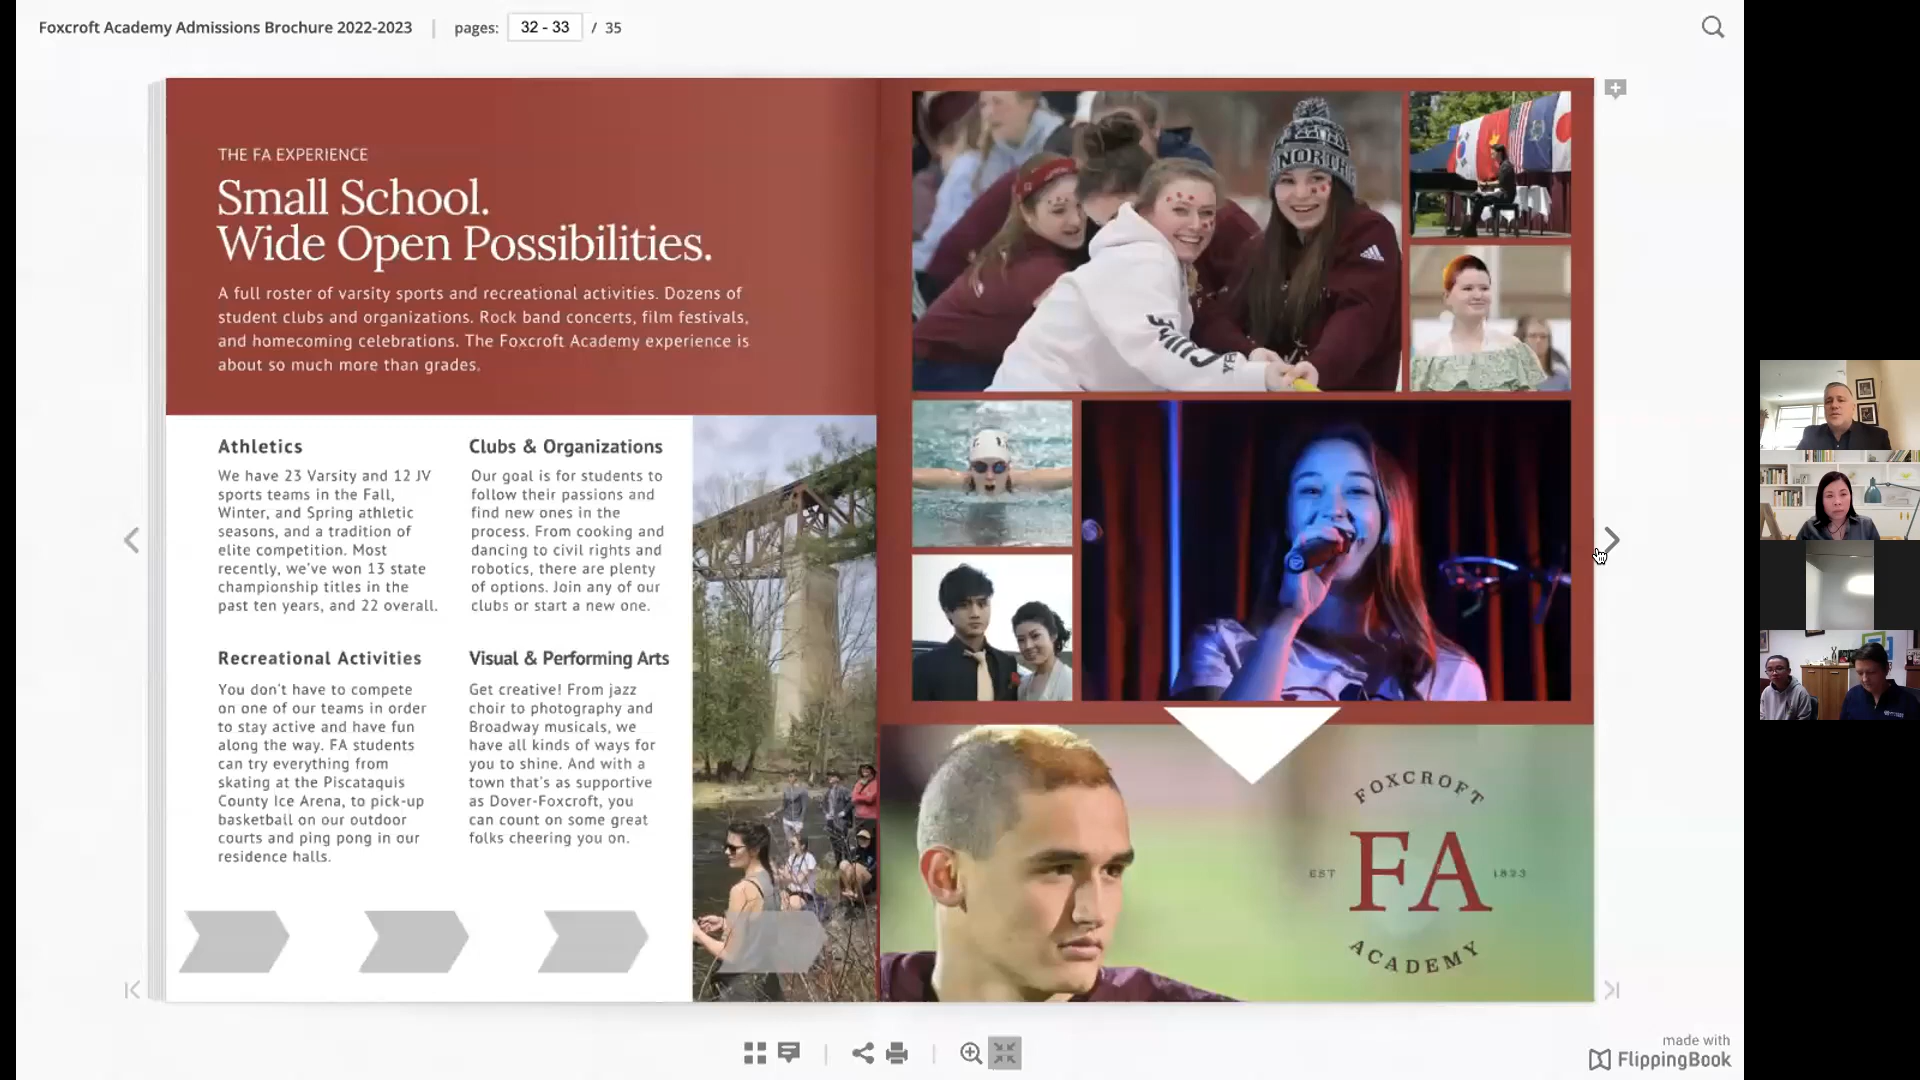 Foxcroft Academy Admissions Brochure 2022-2023
pages: 32 - 33 / 35
THE FA EXPERIENCE
Small School.
Wide Open Possibilities.
A full roster of varsity sports and recreational activities. Dozens of
student clubs and organizations. Rock band concerts, film festivals,
and homecoming celebrations. The Foxcroft Academy experience is
about so much more than grades.
Athletics
We have 23 Varsity and 12 JV
sports teams in the Fall,
Winter, and Spring athletic
seasons, and a tradition of
elite competition. Most
recently, we've won 13 state
championship titles in the
past ten years, and 22 overall.
Clubs & Organizations
Our goal is for students to
follow their passions and
find new ones in the
process. From cooking and
dancing to civil rights and
robotics, there are plenty
of options. Join any of our
clubs or start a new one.
Recreational Activities
You don't have to compete
on one of our teams in order
to stay active and have fun
along the way. FA students
can try everything from
skating at the Piscataquis
County Ice Arena, to pick-up
basketball on our outdoor
courts and ping pong in our
residence halls.
Visual & Performing Arts
Get creative! From jazz
choir to photography and
Broadway musicals, we
have all kinds of ways for
you to shine. And with a
town that's as supportive
as Dover-Foxcroft, you
can count on some great
folks cheering you on.
NORTH
FOXCROFT
EST FA 1823
ACADEMY
made with
FlippingBook